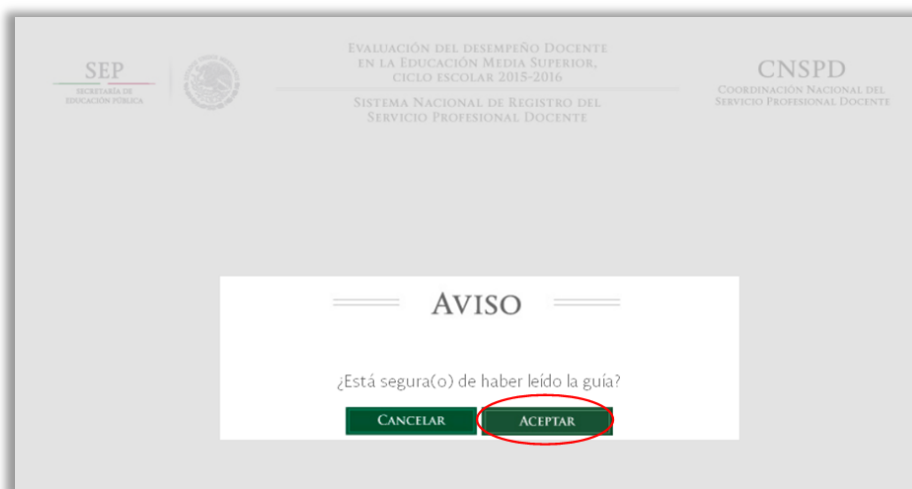 SEP
SECRETARÍA DE
EDUCACIÓN PÚBLICA
EVALUACIÓN DEL DESEMPEÑO DOCENTE
EN LA EDUCACIÓN MEDIA SUPERIOR,
CICLO ESCOLAR 2015-2016
SISTEMA NACIONAL DE REGISTRO DEL
SERVICIO PROFESIONAL DOCENTE
CNSPD
COORDINACIÓN NACIONAL DEL
SERVICIO PROFESIONAL DOCENTE
AVISO
¿Está segura(o) de haber leído la guía?
CANCELAR
ACEPTAR